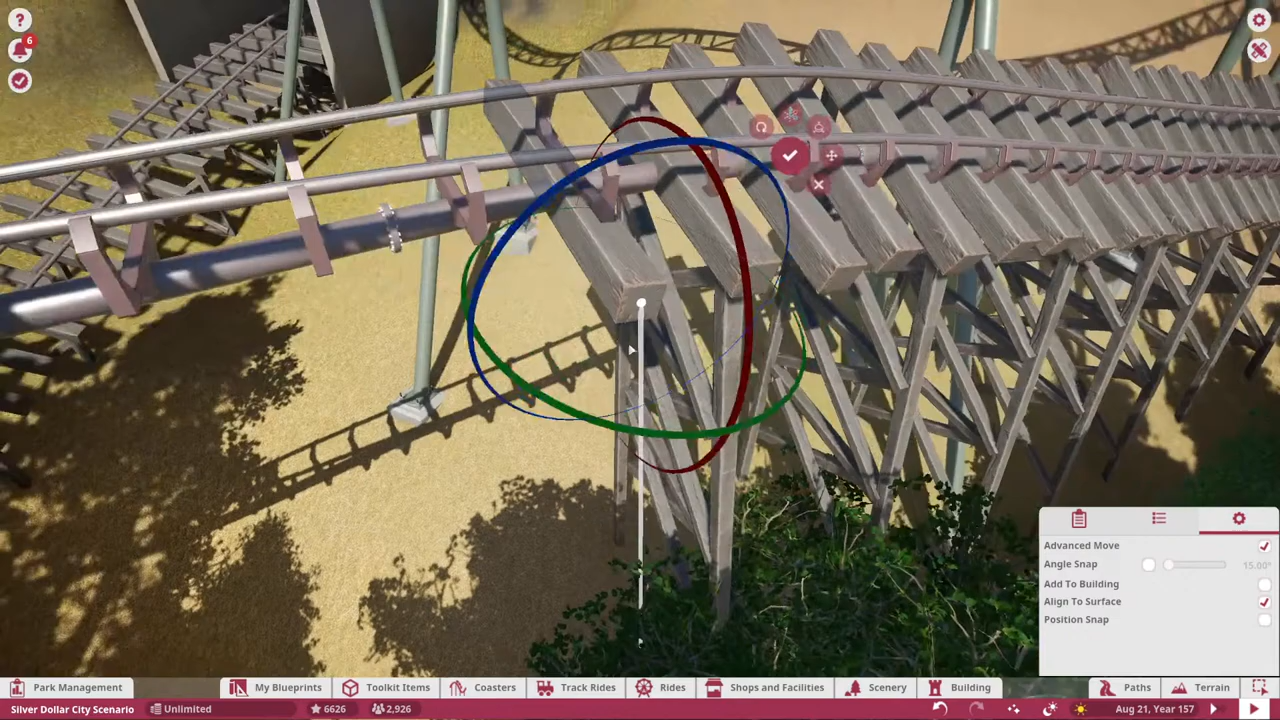 ?
6
Advanced Move
Angle Snap 15.00°
Add To Building
Align To Surface
Position Snap
Park Management My Blueprints Toolkit Items Coasters Track Rides Rides Shops and Facilities Scenery Building Paths Terrain
Silver Dollar City Scenario Unlimited 6626 2,926 Aug 21, Year 157